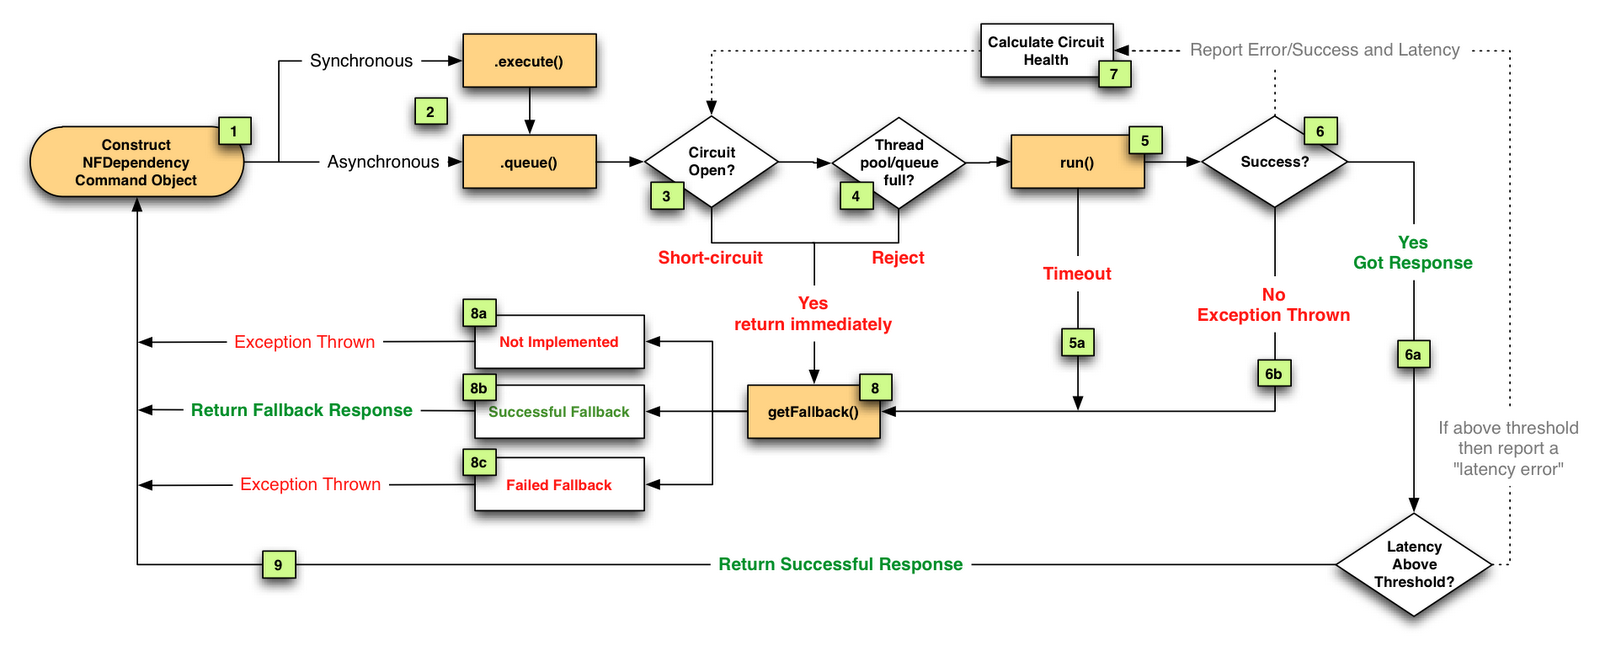 Calculate Circuit
Health
7
Report Error/Success and Latency
Synchronous
.execute()
2
1
Construct
NFDependency
Command Object
Asynchronous
.queue()
Circuit
Open?
3
Thread
pool/queue
full?
4
run()
5
Success?
6
Short-circuit
Reject
Yes
return immediately
Timeout
5a
No
Exception Thrown
6b
Yes
Got Response
6a
8a
Exception Thrown
Not Implemented
8b
Return Fallback Response
Successful Fallback
8
getFallback()
8c
Exception Thrown
Failed Fallback
If above threshold
then report a
"latency error"
9
Return Successful Response
Latency
Above
Threshold?